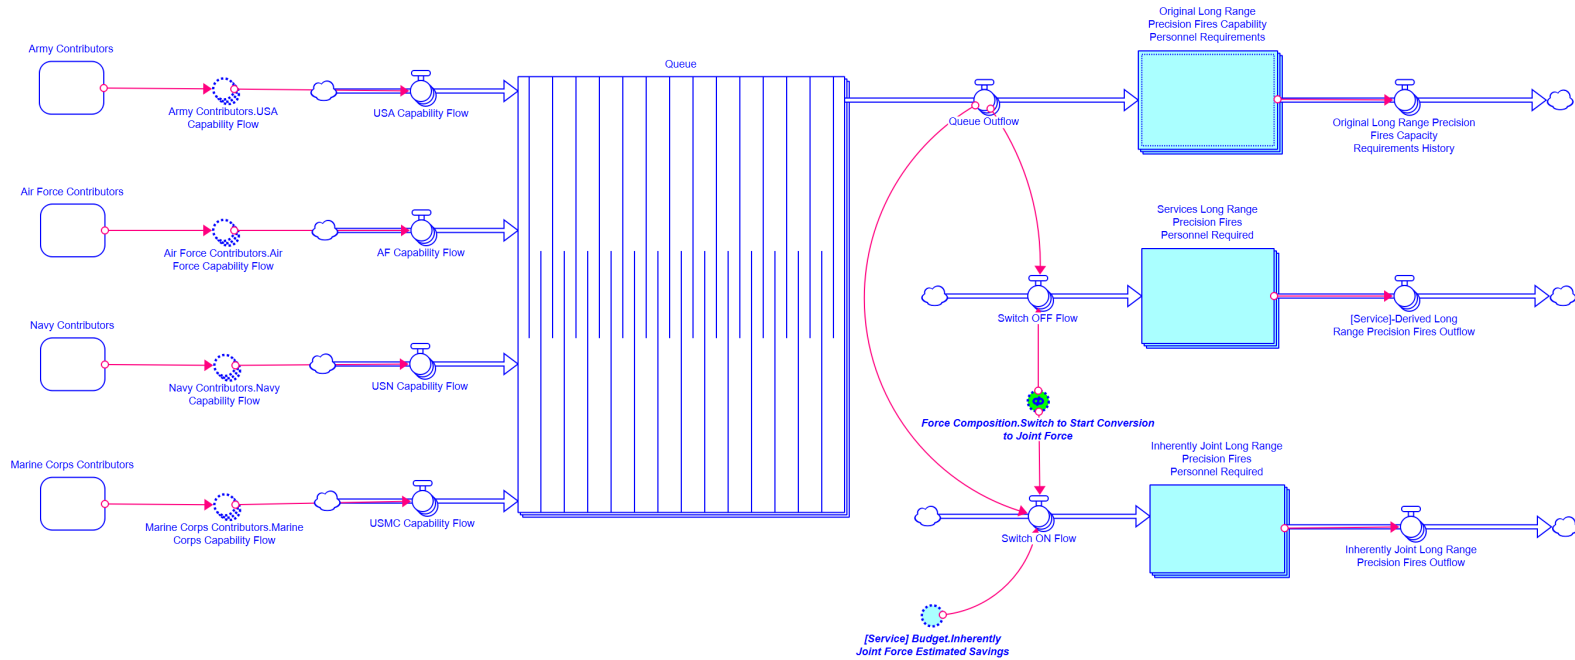 Army Contributors
Army Contributors.USA
Capability Flow
USA Capability Flow
Air Force Contributors
Air Force Contributors.Air
Force Capability Flow
AF Capability Flow
Navy Contributors
Navy Contributors.Navy
Capability Flow
USN Capability Flow
Marine Corps Contributors
Marine Corps Contributors.Marine
Corps Capability Flow
USMC Capability Flow
Queue
Queue Outflow
Original Long Range
Precision Fires Capability
Personnel Requirements
Original Long Range Precision
Fires Capacity
Requirements History
Switch OFF Flow
Services Long Range
Precision Fires
Personnel Required
[Service]-Derived Long
Range Precision Fires Outflow
Force Composition.Switch to Start Conversion
to Joint Force
Switch ON Flow
Inherently Joint Long Range
Precision Fires
Personnel Required
Inherently Joint Long Range
Precision Fires Outflow
[Service] Budget.Inherently
Joint Force Estimated Savings